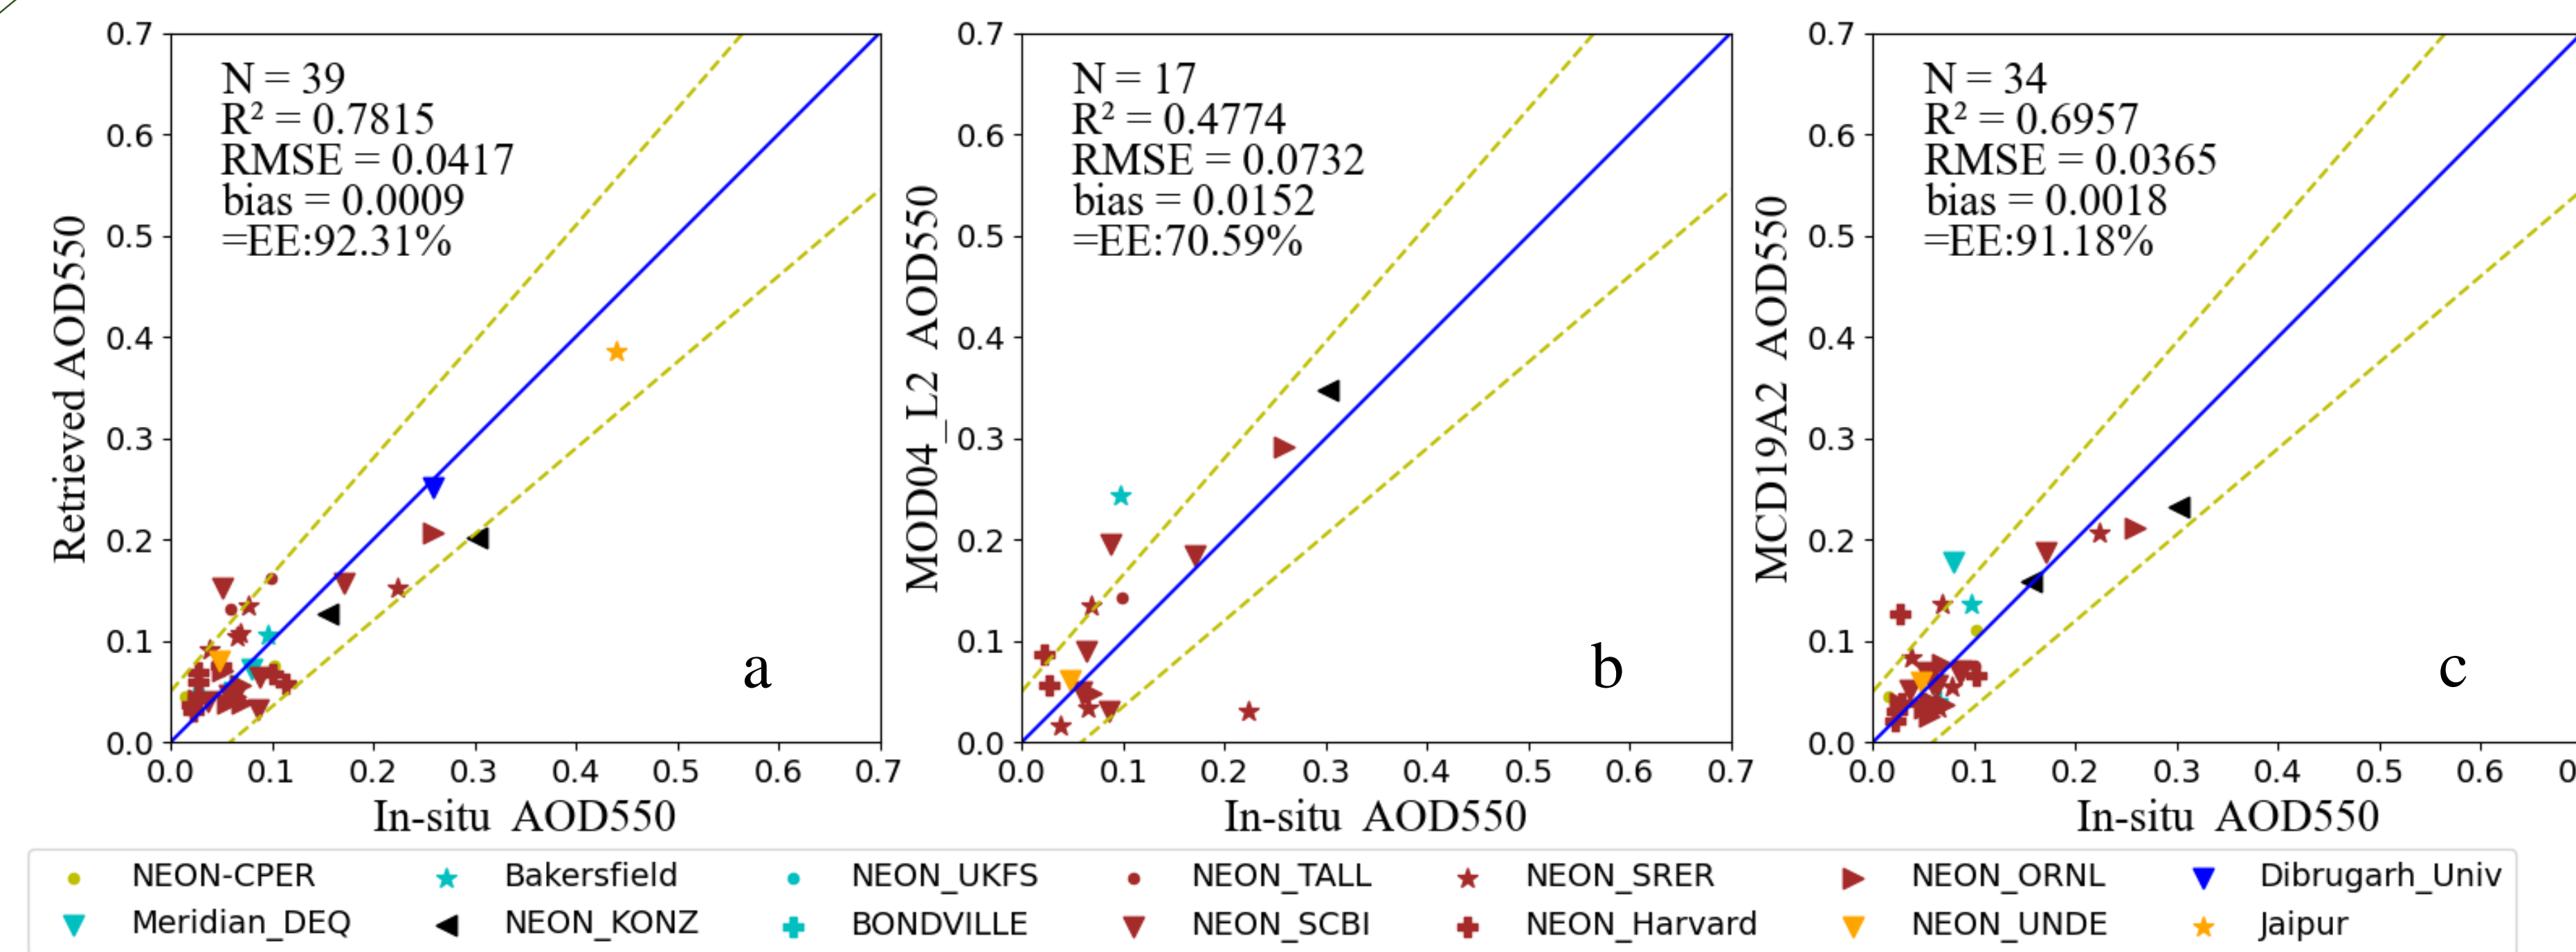 0.7
0.6
0.5
0.4
0.3
0.2
0.1
0.0
Retrieved AOD550
N = 39
R² = 0.7815
RMSE = 0.0417
bias = 0.0009
=EE:92.31%
a
0.0 0.1 0.2 0.3 0.4 0.5 0.6 0.7
In-situ AOD550
0.7
0.6
0.5
0.4
0.3
0.2
0.1
0.0
MOD04_L2 AOD550
N = 17
R² = 0.4774
RMSE = 0.0732
bias = 0.0152
=EE:70.59%
b
0.0 0.1 0.2 0.3 0.4 0.5 0.6 0.7
In-situ AOD550
0.7
0.6
0.5
0.4
0.3
0.2
0.1
0.0
MCD19A2 AOD550
N = 34
R² = 0.6957
RMSE = 0.0365
bias = 0.0018
=EE:91.18%
c
0.0 0.1 0.2 0.3 0.4 0.5 0.6
In-situ AOD550
NEON-CPER Bakersfield NEON_UKFS NEON_TALL NEON_SRER NEON_ORNL Dibrugarh_Univ
Meridian_DEQ NEON_KONZ BONDVILLE NEON_SCBI NEON_Harvard NEON_UNDE Jaipur